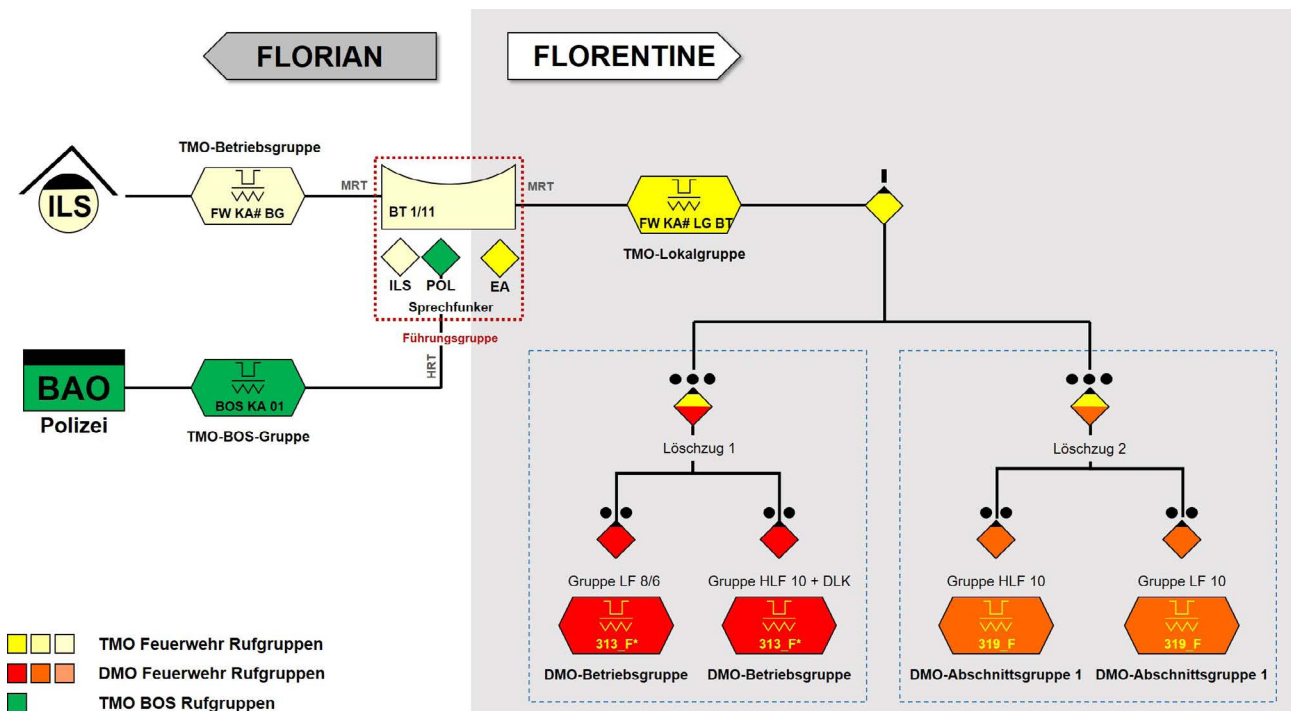 FLORIAN
FLORENTINE
TMO-Betriebsgruppe
ILS
FW KA# BG
MRT
BT 1/11
MRT
FW KA# LG BT
TMO-Lokalgruppe
ILS
POL
EA
Sprechfunker
Führungsgruppe
HRT
BAO
Polizei
BOS KA 01
TMO-BOS-Gruppe
Löschzug 1
Löschzug 2
Gruppe LF 8/6
Gruppe HLF 10 + DLK
Gruppe HLF 10
Gruppe LF 10
313_F*
313_F*
319_F
319_F
DMO-Betriebsgruppe
DMO-Betriebsgruppe
DMO-Abschnittsgruppe 1
DMO-Abschnittsgruppe 1
TMO Feuerwehr Rufgruppen
DMO Feuerwehr Rufgruppen
TMO BOS Rufgruppen